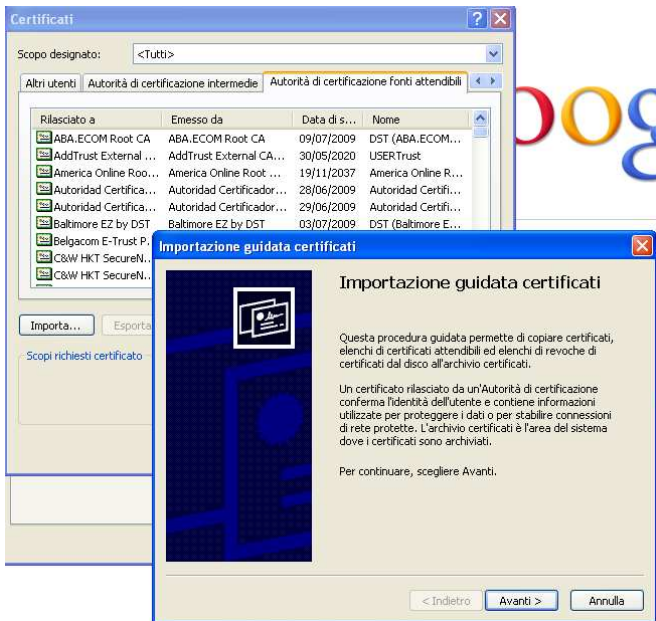 Certificati
Scopo designato: <Tutti>
Altri utenti Autorità di certificazione intermedie Autorità di certificazione fonti attendibili
Rilasciato a Emesso da Data di s... Nome
ABA.ECOM Root CA ABA.ECOM Root CA 09/07/2009 DST (ABA.ECOM...
AddTrust External ... AddTrust External CA... 30/05/2020 USERTrust
America Online Roo... America Online Root ... 19/11/2037 America Online R...
Autoridad Certifica... Autoridad Certificador... 28/06/2009 Autoridad Certifi...
Autoridad Certifica... Autoridad Certificador... 29/06/2009 Autoridad Certifi...
Baltimore EZ by DST Baltimore EZ by DST 03/07/2009 DST (Baltimore E...
Belgacom E-Trust P.
C&W HKT SecureN..
C&W HKT SecureN..
Importa... Esporta
Scopi richiesti certificato
oog
Importazione guidata certificati
Importazione guidata certificati
Questa procedura guidata permette di copiare certificati,
elenchi di certificati attendibili ed elenchi di revoche di
certificati dal disco all'archivio certificati.
Un certificato rilasciato da un'Autorità di certificazione
conferma l'identità dell'utente e contiene informazioni
utilizzate per proteggere i dati o per stabilire connessioni
di rete protette. L'archivio certificati è l'area del sistema
dove i certificati sono archiviati.
Per continuare, scegliere Avanti.
< Indietro Avanti > Annulla